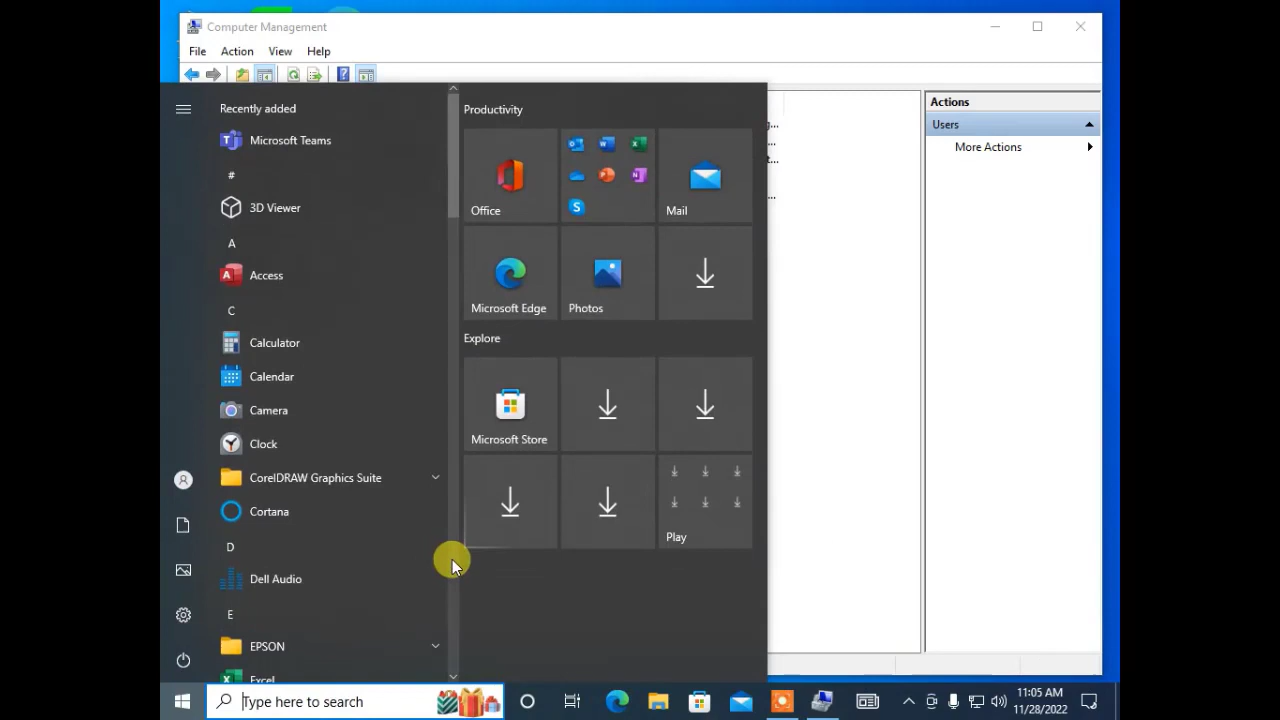 Computer Management
File Action View Help
Actions
Users
More Actions
Recently added
Microsoft Teams
#
3D Viewer
A
Access
C
Calculator
Calendar
Camera
Clock
CorelDRAW Graphics Suite
Cortana
D
Dell Audio
E
EPSON
Excel
Productivity
Office
Mail
Microsoft Edge
Photos
Explore
Microsoft Store
Play
Type here to search
11:05 AM
11/28/2022